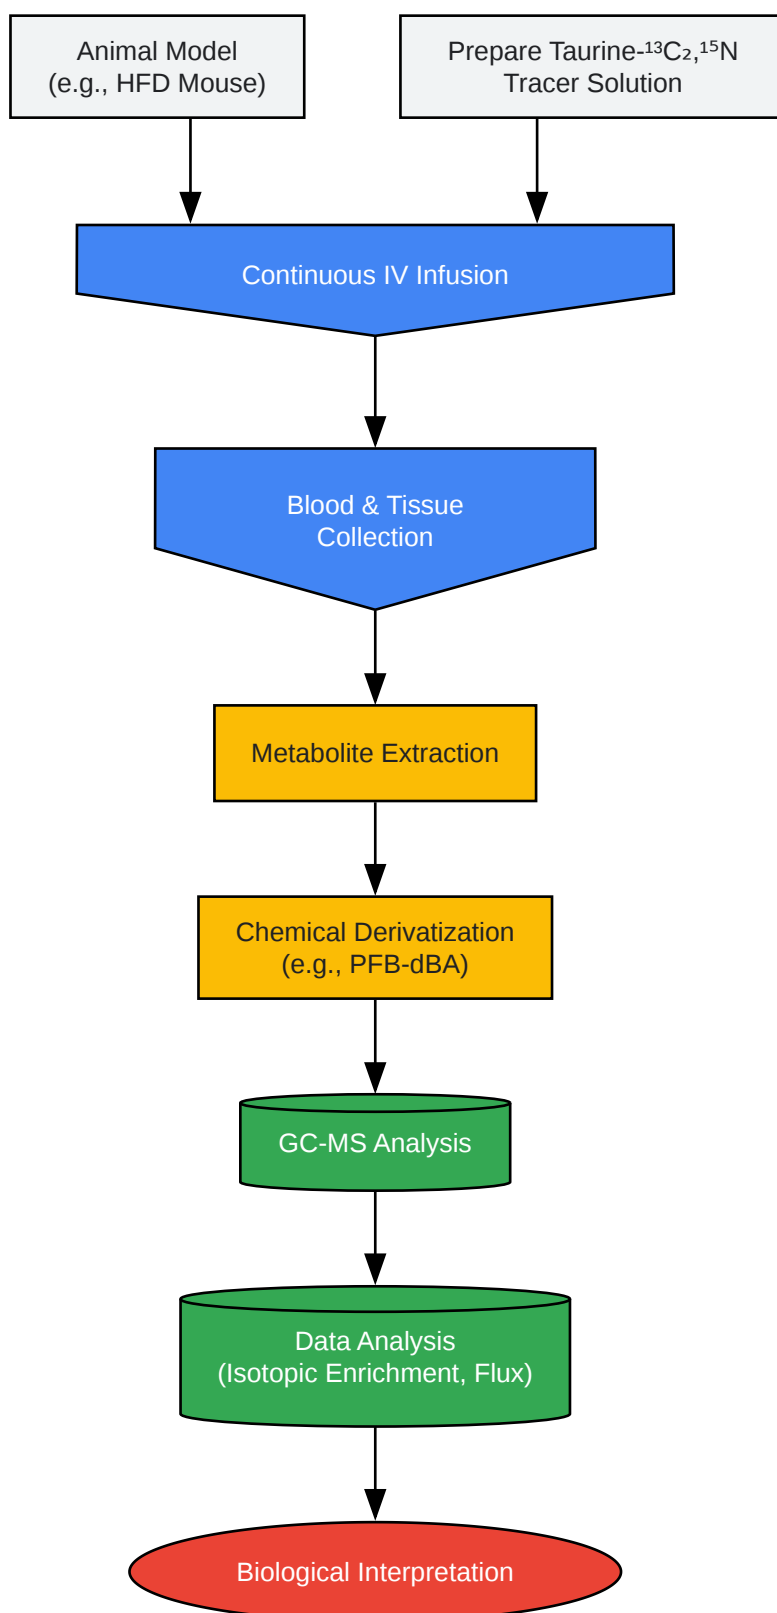 Animal Model
(e.g., HFD Mouse)
Prepare Taurine-¹³C₂,¹⁵N
Tracer Solution
Continuous IV Infusion
Blood & Tissue
Collection
Metabolite Extraction
Chemical Derivatization
(e.g., PFB-dBA)
GC-MS Analysis
Data Analysis
(Isotopic Enrichment, Flux)
Biological Interpretation